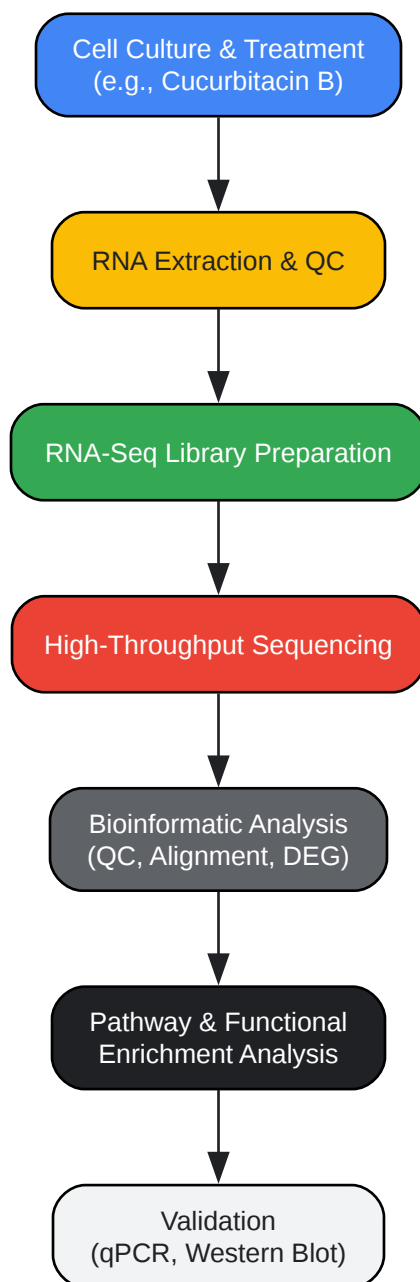 Cell Culture & Treatment
(e.g., Cucurbitacin B)
RNA Extraction & QC
RNA-Seq Library Preparation
High-Throughput Sequencing
Bioinformatic Analysis
(QC, Alignment, DEG)
Pathway & Functional
Enrichment Analysis
Validation
(qPCR, Western Blot)